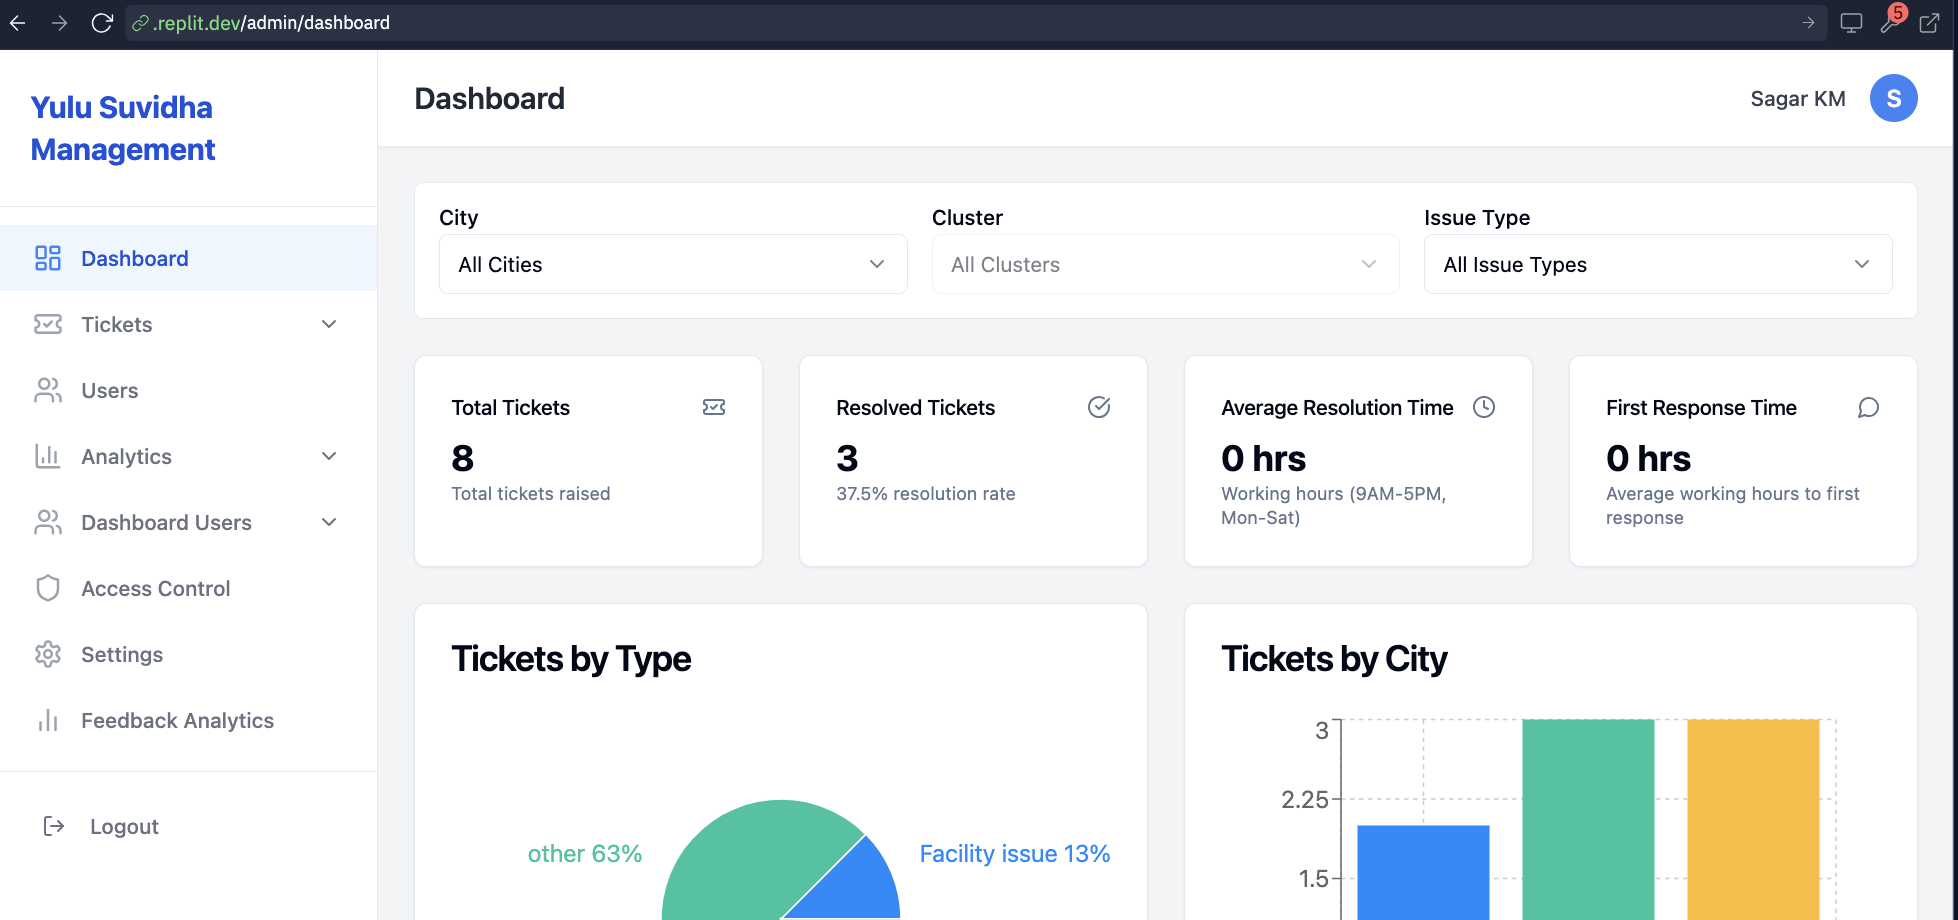 .replit.dev/admin/dashboard
5
Yulu Suvidha
Management
Dashboard
Sagar KM
S
Dashboard
Tickets
Users
Analytics
Dashboard Users
Access Control
Settings
Feedback Analytics
Logout
City
All Cities
Cluster
All Clusters
Issue Type
All Issue Types
Total Tickets
8
Total tickets raised
Resolved Tickets
3
37.5% resolution rate
Average Resolution Time
0 hrs
Working hours (9AM-5PM,
Mon-Sat)
First Response Time
0 hrs
Average working hours to first
response
Tickets by Type
other 63%
Facility issue 13%
Tickets by City
3
2.25
1.5